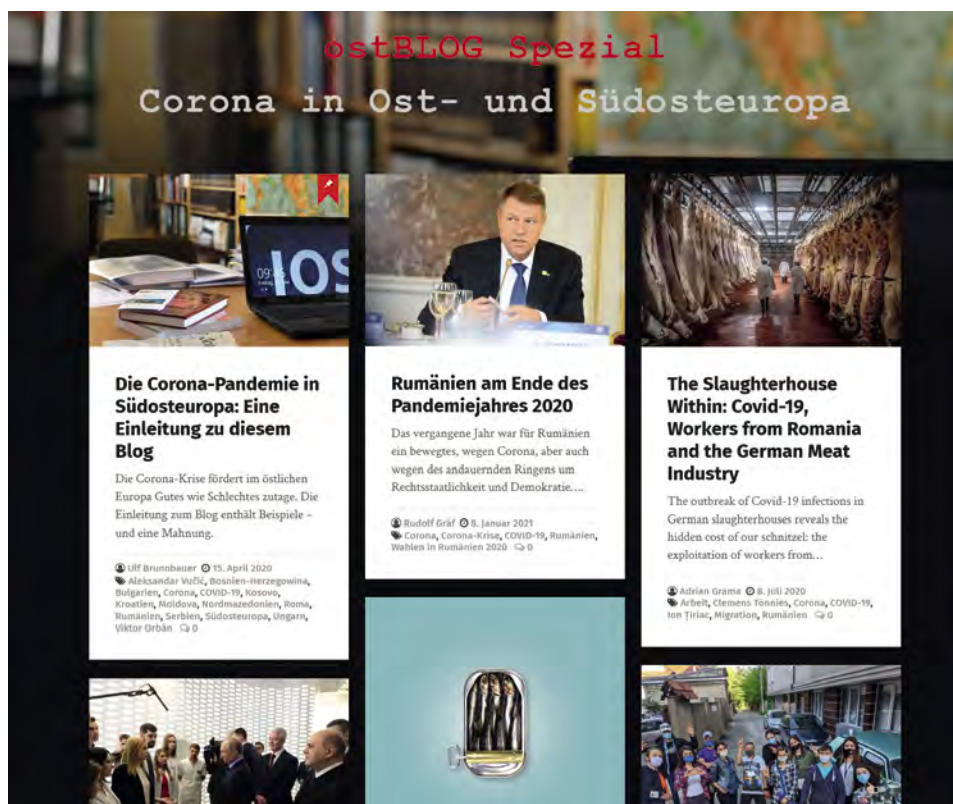 ostBLOG Spezial
Corona in Ost- und Südosteuropa
09:45
IOS
Die Corona-Pandemie in
Südosteuropa: Eine
Einleitung zu diesem
Blog
Die Corona-Krise fördert im östlichen
Europa Gutes wie Schlechtes zutage. Die
Einleitung zum Blog enthält Beispiele –
und eine Mahnung.
Ulf Brunnbauer 15. April 2020
Aleksandar Vučić, Bosnien-Herzegowina,
Bulgarien, Corona, COVID-19, Kosovo,
Kroatien, Moldova, Nordmazedonien, Roma,
Rumänien, Serbien, Südosteuropa, Ungarn,
Viktor Orbán 0
Rumänien am Ende des
Pandemiejahres 2020
Das vergangene Jahr war für Rumänien
ein bewegtes, wegen Corona, aber auch
wegen des andauernden Ringens um
Rechtsstaatlichkeit und Demokratie….
Rudolf Gräf 8. Januar 2021
Corona, Corona-Krise, COVID-19, Rumänien,
Wahlen in Rumänien 2020 0
The Slaughterhouse
Within: Covid-19,
Workers from Romania
and the German Meat
Industry
The outbreak of Covid-19 infections in
German slaughterhouses reveals the
hidden cost of our schnitzel: the
exploitation of workers from…
Adrian Grama 8. Juli 2020
Arbeit, Clemens Tönnies, Corona, COVID-19,
Ion Țiriac, Migration, Rumänien 0